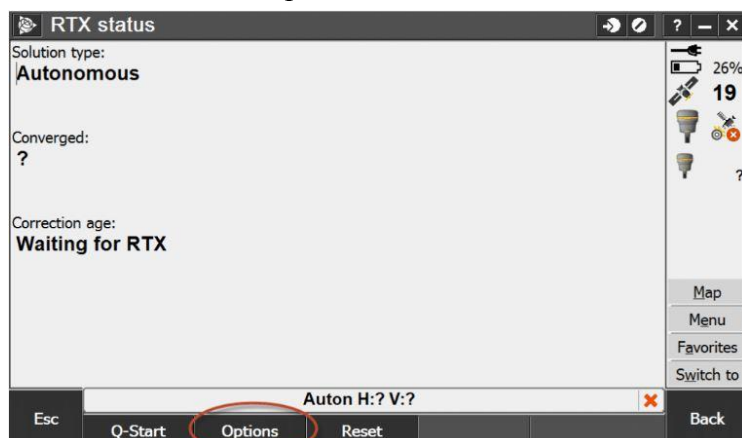 RTX status
? – ×
Solution type:
Autonomous
26%
19
Converged:
?
?
Correction age:
Waiting for RTX
Map
Menu
Favorites
Switch to
Auton H:? V:?
Esc
Q-Start
Options
Reset
Back